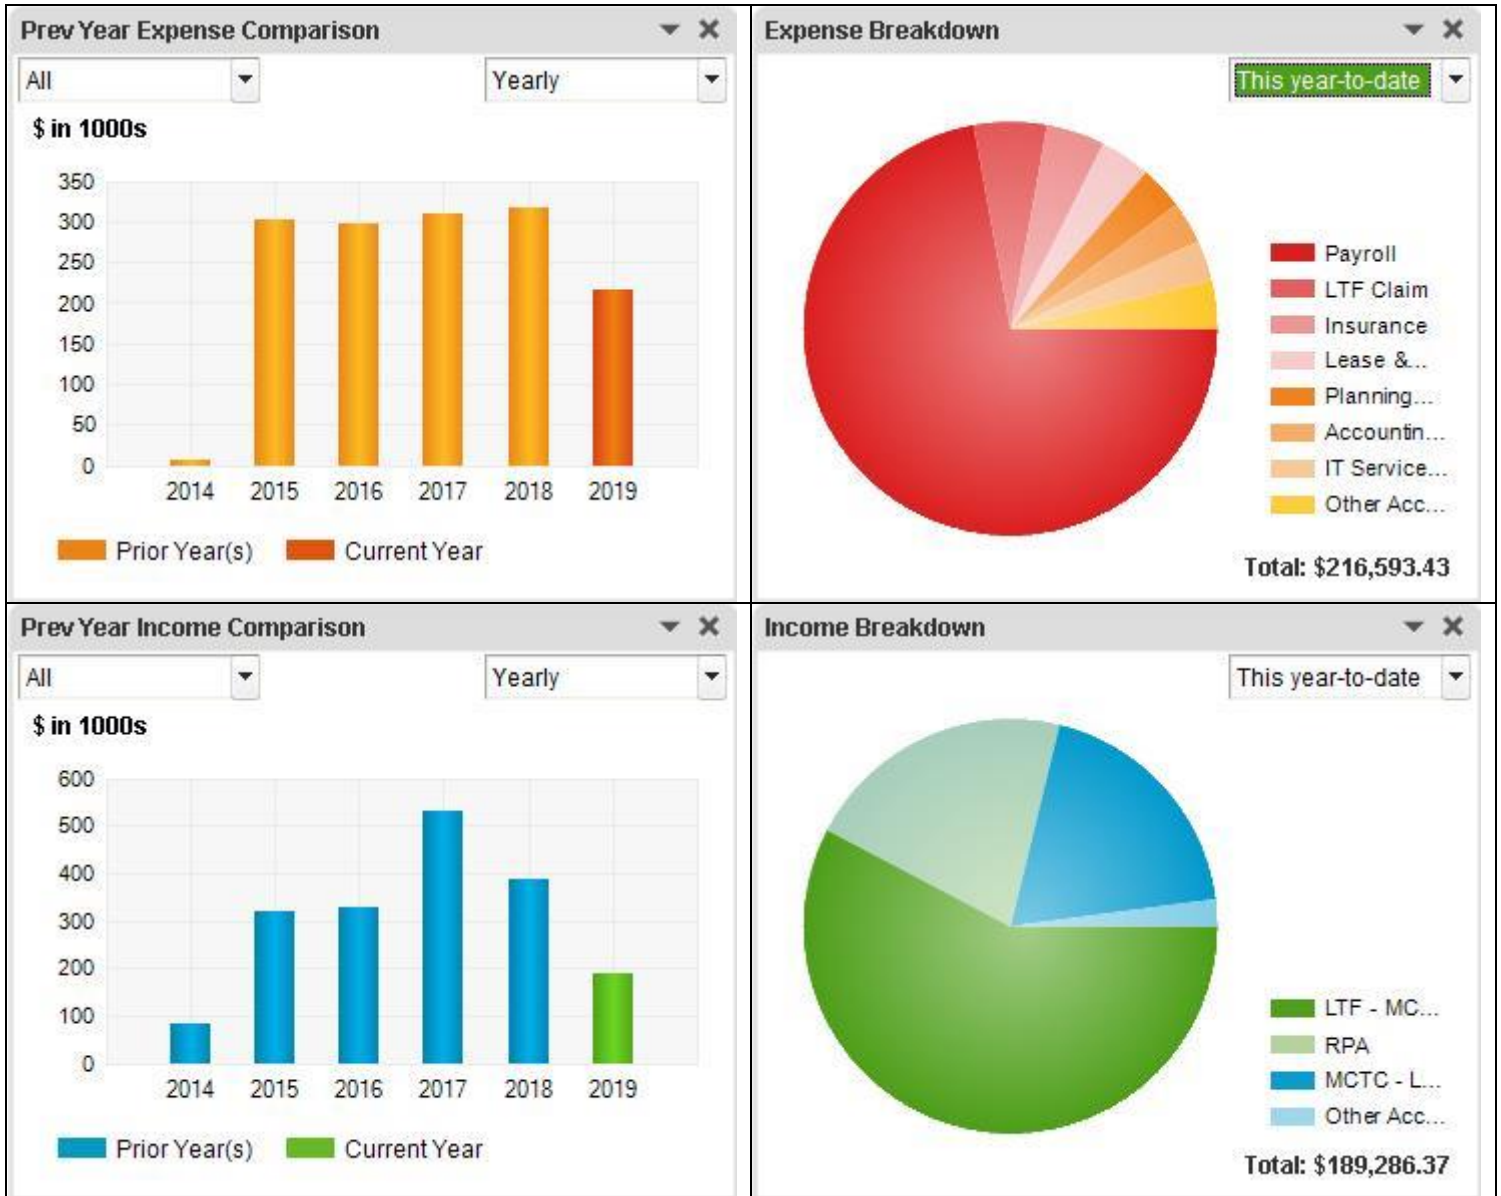 Prev Year Expense Comparison
All
Yearly
$ in 1000s
350
300
250
200
150
100
50
0
2014 2015 2016 2017 2018 2019
Prior Year(s) Current Year
Expense Breakdown
This year-to-date
Payroll
LTF Claim
Insurance
Lease &...
Planning...
Accountin...
IT Service...
Other Acc...
Total: $216,593.43
Prev Year Income Comparison
All
Yearly
$ in 1000s
600
500
400
300
200
100
0
2014 2015 2016 2017 2018 2019
Prior Year(s) Current Year
Income Breakdown
This year-to-date
LTF - MC...
RPA
MCTC - L...
Other Acc...
Total: $189,286.37